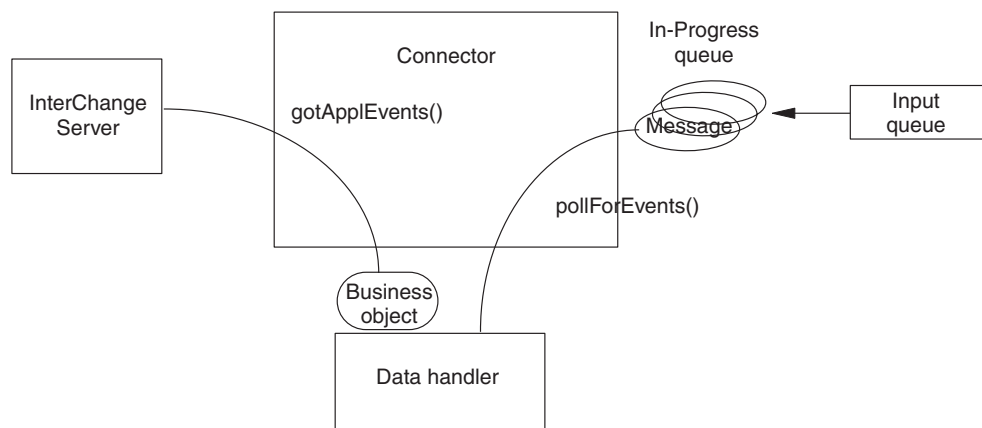 In-Progress
queue
Connector
InterChange
Server
gotApplEvents()
Message
Input
queue
pollForEvents()
Business
object
Data handler